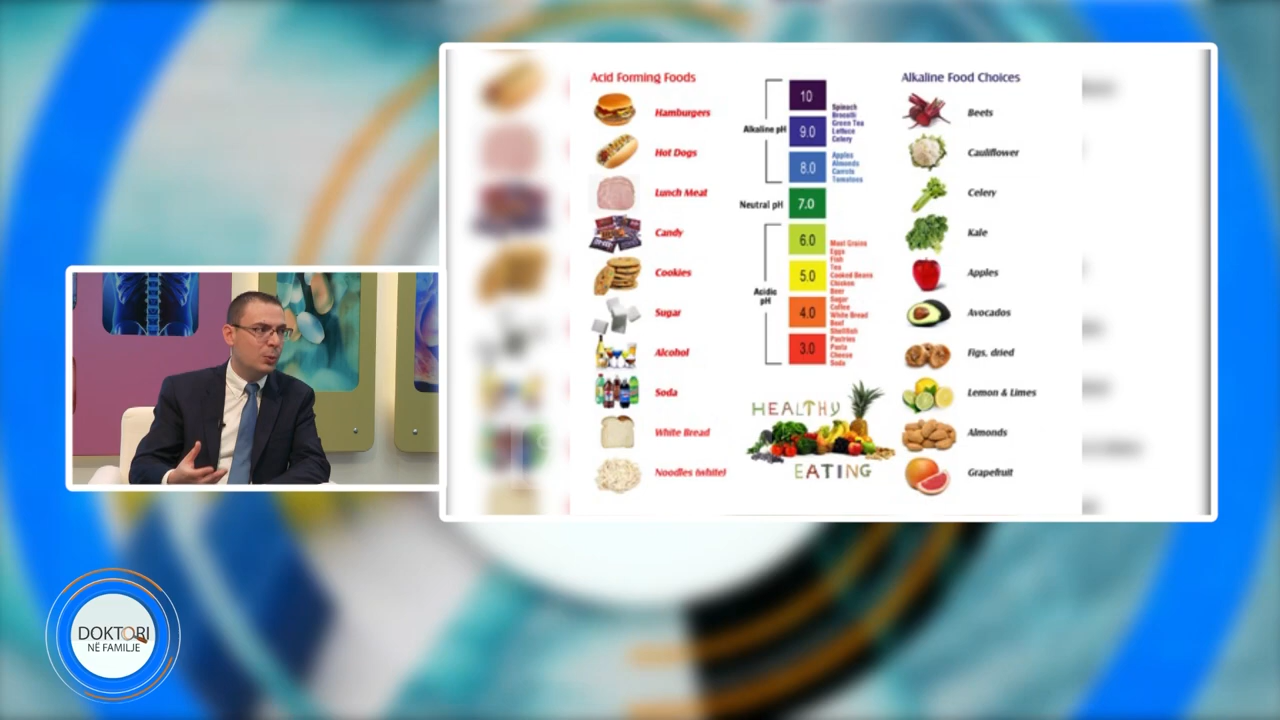 Acid Forming Foods
Hamburgers
Hot Dogs
Lunch Meat
Candy
Cookies
Sugar
Alcohol
Soda
White Bread
Noodles (white)
Alkaline pH
Neutral pH
Acidic
pH
10
9.0
8.0
7.0
6.0
5.0
4.0
3.0
Spinach
Brocolli
Green Tea
Lettuce
Celery
Apples
Almonds
Carrots
Tomatoes
Most Grains
Eggs
Fish
Tea
Cooked Beans
Chicken
Beer
Sugar
Coffee
White Bread
Beef
Shellfish
Pastries
Pasta
Cheese
Soda
HEALTHY
EATING
Alkaline Food Choices
Beets
Cauliflower
Celery
Kale
Apples
Avocados
Figs, dried
Lemon & Limes
Almonds
Grapefruit
DOKTORI
NË FAMILJE